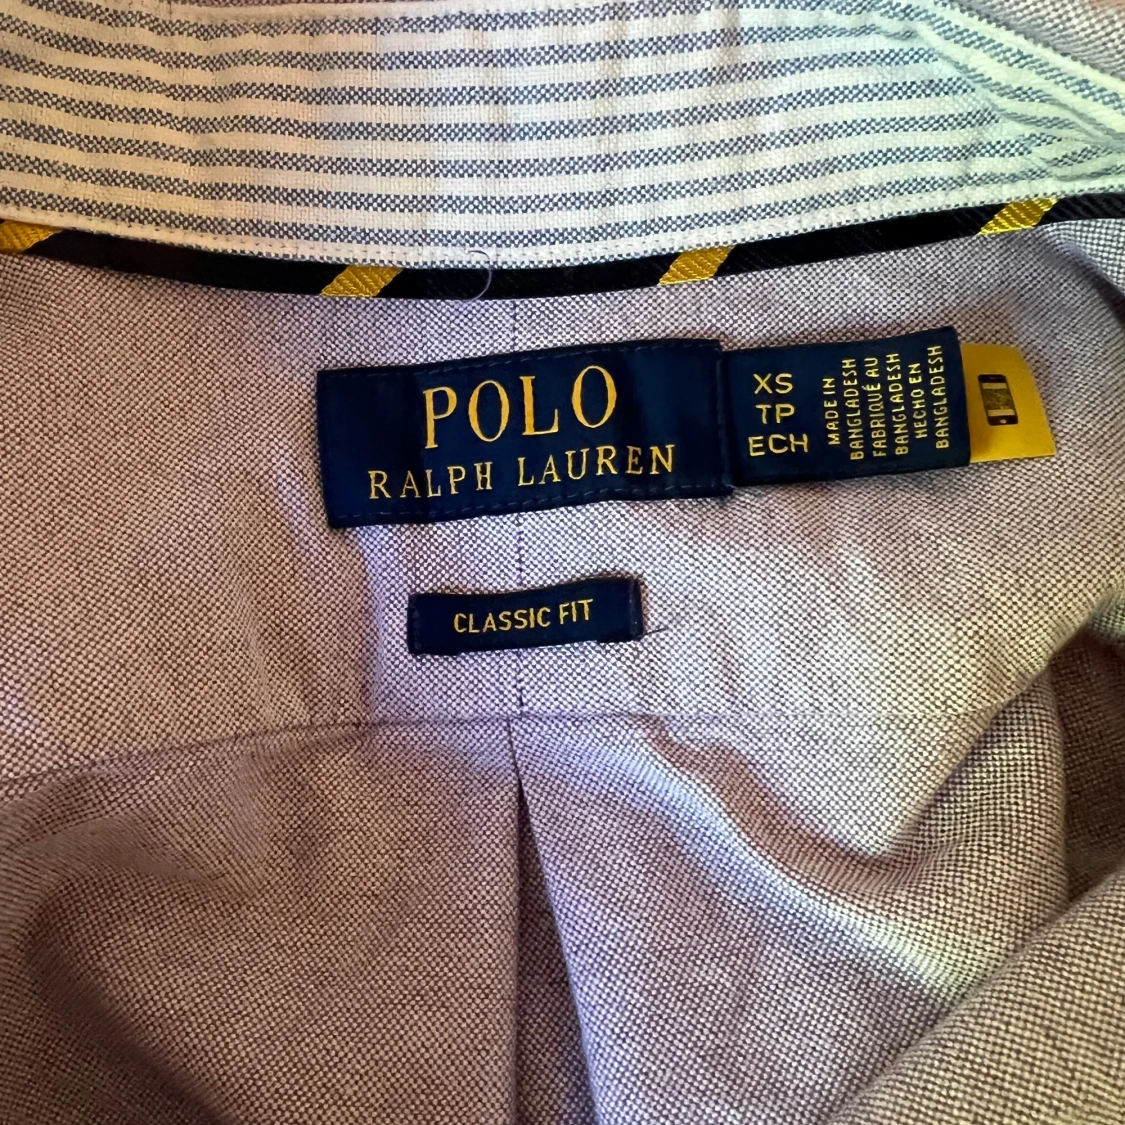 POLO
RALPH LAUREN
XS
TP
ECH
MADE IN
BANGLADESH
FABRIQUÉ AU
BANGLADESH
HECHO EN
BANGLADESH
CLASSIC FIT